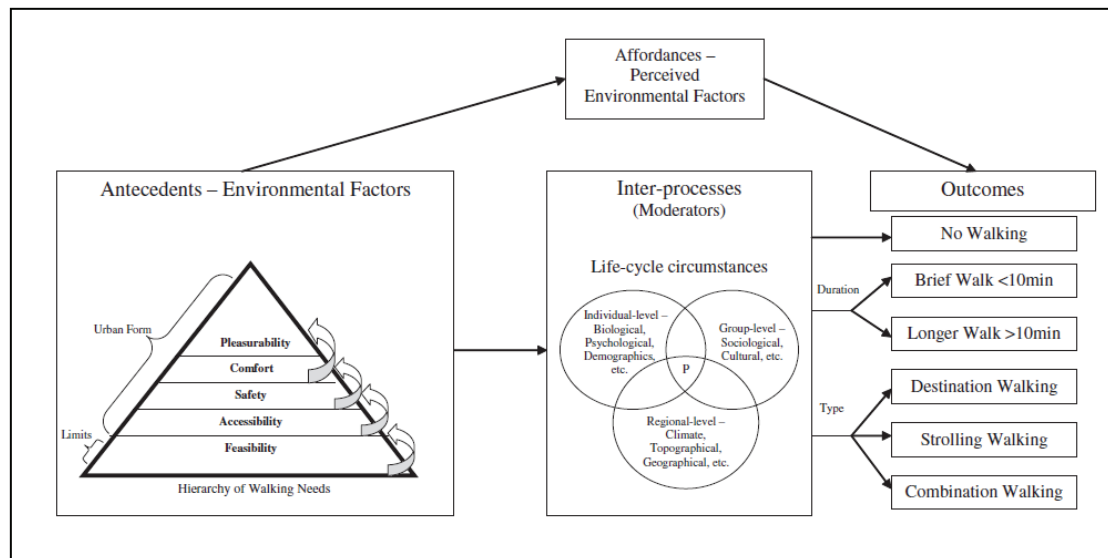 Affordances –
Perceived
Environmental Factors
Antecedents – Environmental Factors
Urban Form
Limits
Pleasurability
Comfort
Safety
Accessibility
Feasibility
Hierarchy of Walking Needs
Inter-processes
(Moderators)
Life-cycle circumstances
Individual-level –
Biological,
Psychological,
Demographics,
etc.
Group-level –
Sociological,
Cultural, etc.
P
Regional-level –
Climate,
Topographical,
Geographical, etc.
Outcomes
No Walking
Duration
Brief Walk <10min
Longer Walk >10min
Type
Destination Walking
Strolling Walking
Combination Walking